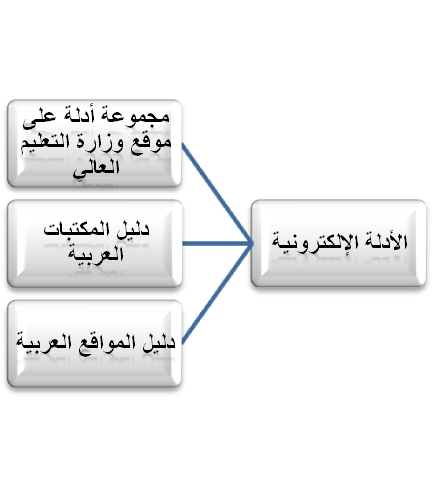 الأدلة الإلكترونية
مجموعة أدلة على
موقع وزارة التعليم
العالي
دليل المكتبات
العربية
دليل المواقع العربية